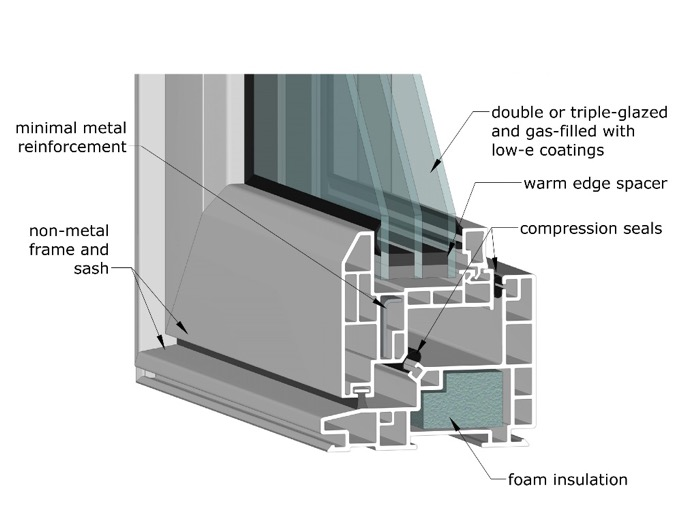 minimal metal
reinforcement
non-metal
frame and
sash
double or triple-glazed
and gas-filled with
low-e coatings
warm edge spacer
compression seals
foam insulation